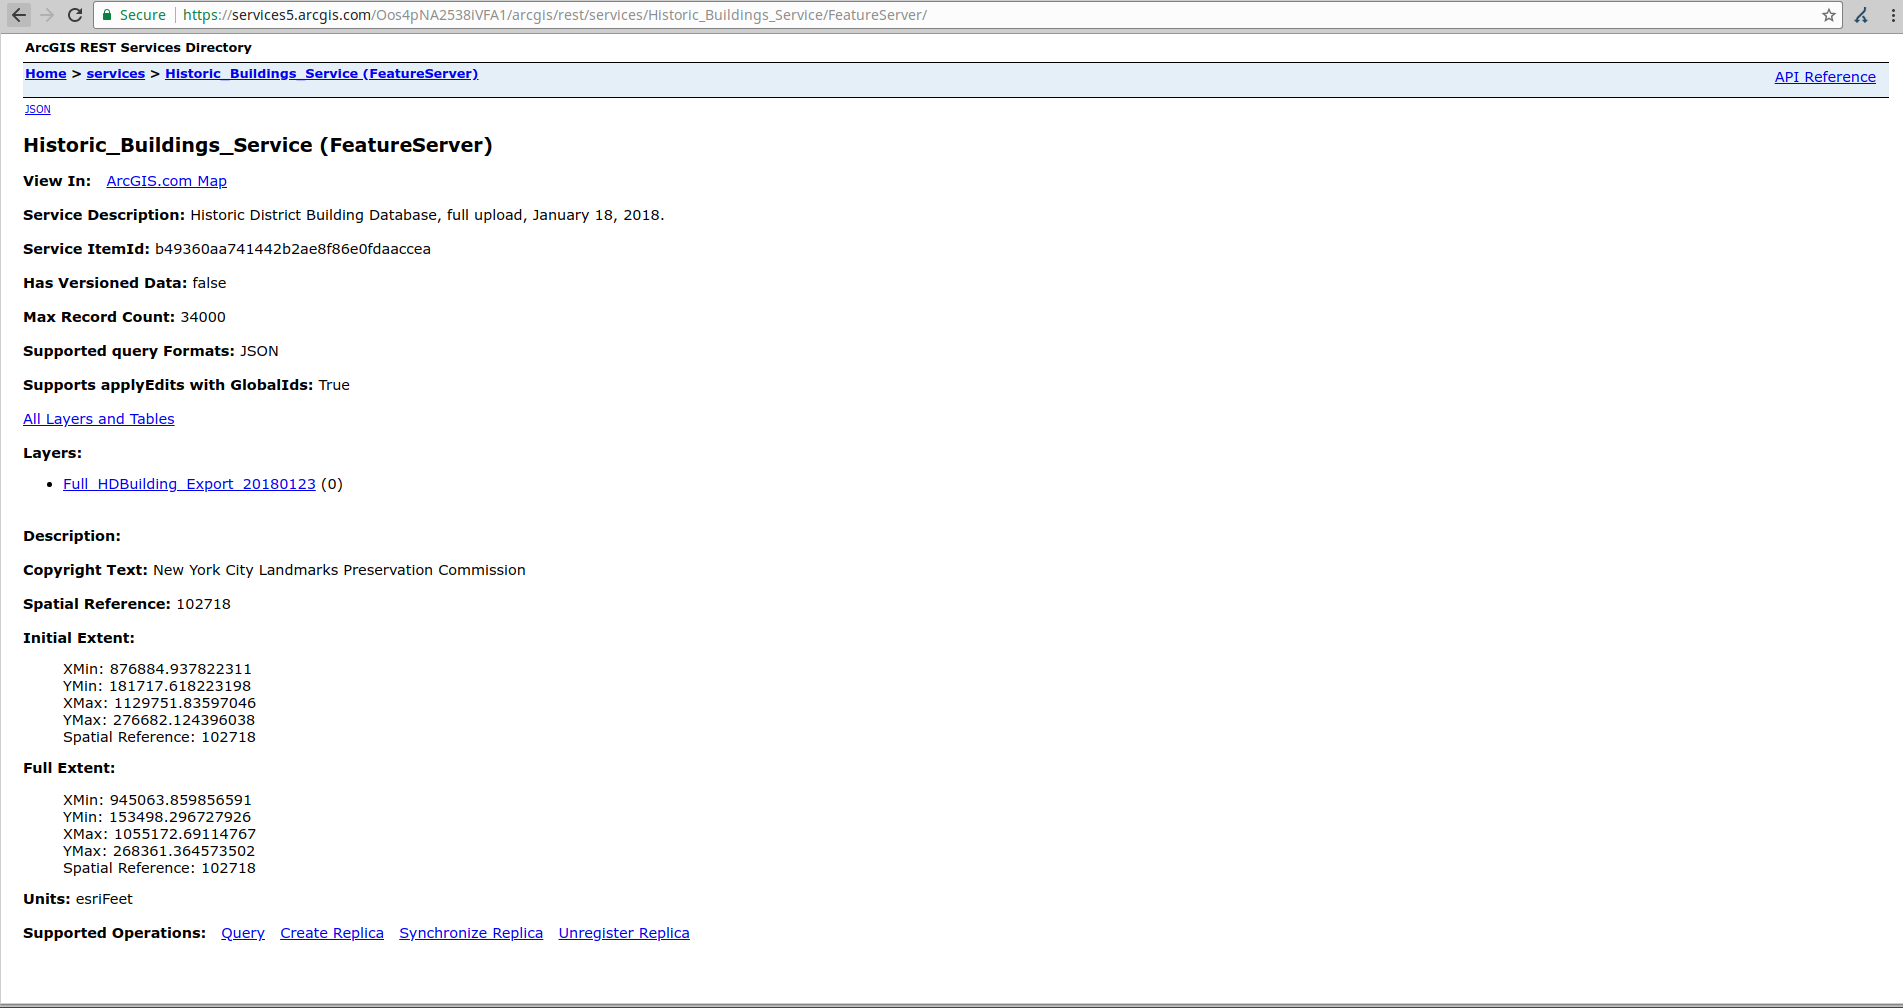 Secure https://services5.arcgis.com/Oos4pNA2538iVFA1/arcgis/rest/services/Historic_Buildings_Service/FeatureServer/
ArcGIS REST Services Directory
Home > services > Historic_Buildings_Service (FeatureServer)
API Reference
JSON
Historic_Buildings_Service (FeatureServer)
View In: ArcGIS.com Map
Service Description: Historic District Building Database, full upload, January 18, 2018.
Service ItemId: b49360aa741442b2ae8f86e0fdaaccea
Has Versioned Data: false
Max Record Count: 34000
Supported query Formats: JSON
Supports applyEdits with GlobalIds: True
All Layers and Tables
Layers:
Full_HDBuilding_Export_20180123 (0)
Description:
Copyright Text: New York City Landmarks Preservation Commission
Spatial Reference: 102718
Initial Extent:
XMin: 876884.937822311
YMin: 181717.618223198
XMax: 1129751.83597046
YMax: 276682.124396038
Spatial Reference: 102718
Full Extent:
XMin: 945063.859856591
YMin: 153498.296727926
XMax: 1055172.69114767
YMax: 268361.364573502
Spatial Reference: 102718
Units: esriFeet
Supported Operations: Query Create Replica Synchronize Replica Unregister Replica